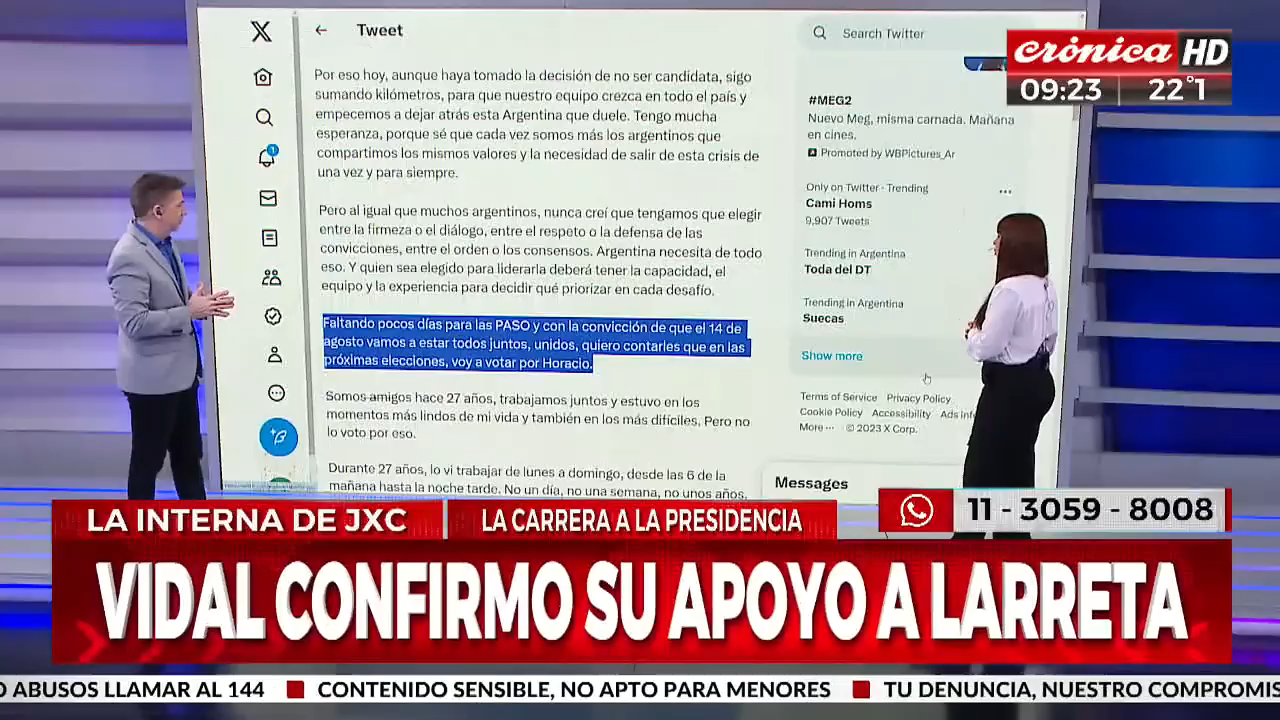 Tweet
Por eso hoy, aunque haya tomado la decisión de no ser candidata, sigo
sumando kilómetros, para que nuestro equipo crezca en todo el país y
empecemos a dejar atrás esta Argentina que duele. Tengo mucha
esperanza, porque sé que cada vez somos más los argentinos que
compartimos los mismos valores y la necesidad de salir de esta crisis de
una vez y para siempre.
Pero al igual que muchos argentinos, nunca creí que tengamos que elegir
entre la firmeza o el diálogo, entre el respeto o la defensa de las
convicciones, entre el orden o los consensos. Argentina necesita de todo
eso. Y quien sea elegido para liderarla deberá tener la capacidad, el
equipo y la experiencia para decidir qué priorizar en cada desafío.
Faltando pocos días para las PASO y con la convicción de que el 14 de
agosto vamos a estar todos juntos, unidos, quiero contarles que en las
próximas elecciones, voy a votar por Horacio.
Somos amigos hace 27 años, trabajamos juntos y estuvo en los
momentos más lindos de mi vida y también en los más difíciles. Pero no
lo voto por eso.
Durante 27 años, lo vi trabajar de lunes a domingo, desde las 6 de la
mañana hasta la noche tarde. No un día, no una semana, no unos años.
1
Search Twitter
#MEG2
Nuevo Meg, misma carnada. Mañana
en cines.
Promoted by WBPictures_Ar
Only on Twitter · Trending
Cami Homs
9,907 Tweets
Trending in Argentina
Toda del DT
Trending in Argentina
Suecas
Show more
Terms of Service Privacy Policy
Cookie Policy Accessibility Ads info
More ··· © 2023 X Corp.
Messages
crónica HD
09:23 22°1
LA INTERNA DE JXC
LA CARRERA A LA PRESIDENCIA
11 - 3059 - 8008
VIDAL CONFIRMO SU APOYO A LARRETA
O ABUSOS LLAMAR AL 144 CONTENIDO SENSIBLE, NO APTO PARA MENORES TU DENUNCIA, NUESTRO COMPROMIS